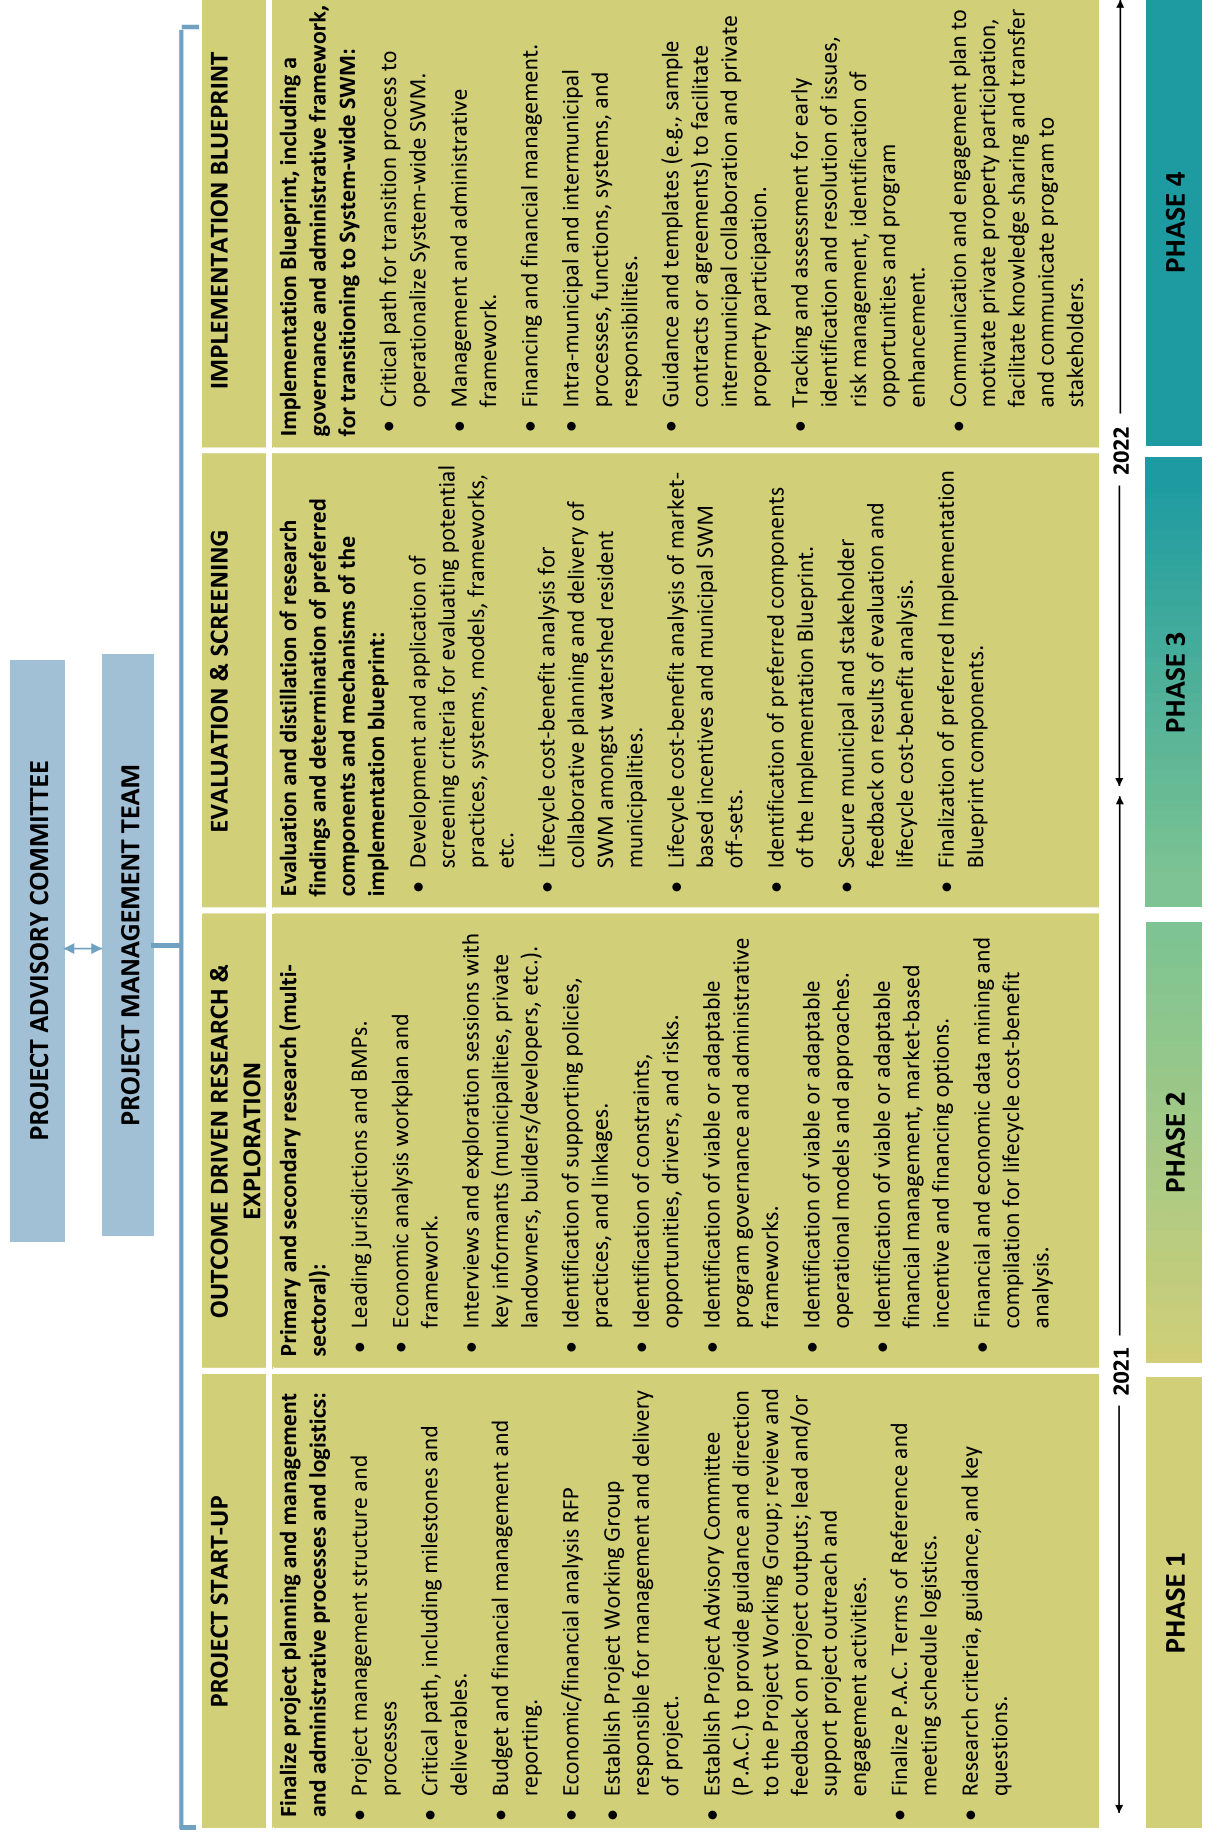 PROJECT ADVISORY COMMITTEE
PROJECT MANAGEMENT TEAM
PROJECT START-UP
Finalize project planning and management
and administrative processes and logistics:
● Project management structure and
processes
● Critical path, including milestones and
deliverables.
● Budget and financial management and
reporting.
● Economic/financial analysis RFP
● Establish Project Working Group
responsible for management and delivery
of project.
● Establish Project Advisory Committee
(P.A.C.) to provide guidance and direction
to the Project Working Group; review and
feedback on project outputs; lead and/or
support project outreach and
engagement activities.
● Finalize P.A.C. Terms of Reference and
meeting schedule logistics.
● Research criteria, guidance, and key
questions.
OUTCOME DRIVEN RESEARCH &
EXPLORATION
Primary and secondary research (multi-
sectoral):
● Leading jurisdictions and BMPs.
● Economic analysis workplan and
framework.
● Interviews and exploration sessions with
key informants (municipalities, private
landowners, builders/developers, etc.).
● Identification of supporting policies,
practices, and linkages.
● Identification of constraints,
opportunities, drivers, and risks.
● Identification of viable or adaptable
program governance and administrative
frameworks.
● Identification of viable or adaptable
operational models and approaches.
● Identification of viable or adaptable
financial management, market-based
incentive and financing options.
● Financial and economic data mining and
compilation for lifecycle cost-benefit
analysis.
EVALUATION & SCREENING
Evaluation and distillation of research
findings and determination of preferred
components and mechanisms of the
implementation blueprint:
● Development and application of
screening criteria for evaluating potential
practices, systems, models, frameworks,
etc.
● Lifecycle cost-benefit analysis for
collaborative planning and delivery of
SWM amongst watershed resident
municipalities.
● Lifecycle cost-benefit analysis of market-
based incentives and municipal SWM
off-sets.
● Identification of preferred components
of the Implementation Blueprint.
● Secure municipal and stakeholder
feedback on results of evaluation and
lifecycle cost-benefit analysis.
● Finalization of preferred Implementation
Blueprint components.
IMPLEMENTATION BLUEPRINT
Implementation Blueprint, including a
governance and administrative framework,
for transitioning to System-wide SWM:
● Critical path for transition process to
operationalize System-wide SWM.
● Management and administrative
framework.
● Financing and financial management.
● Intra-municipal and intermunicipal
processes, functions, systems, and
responsibilities.
● Guidance and templates (e.g., sample
contracts or agreements) to facilitate
intermunicipal collaboration and private
property participation.
● Tracking and assessment for early
identification and resolution of issues,
risk management, identification of
opportunities and program
enhancement.
● Communication and engagement plan to
motivate private property participation,
facilitate knowledge sharing and transfer
and communicate program to
stakeholders.
2021
2022
PHASE 1
PHASE 2
PHASE 3
PHASE 4